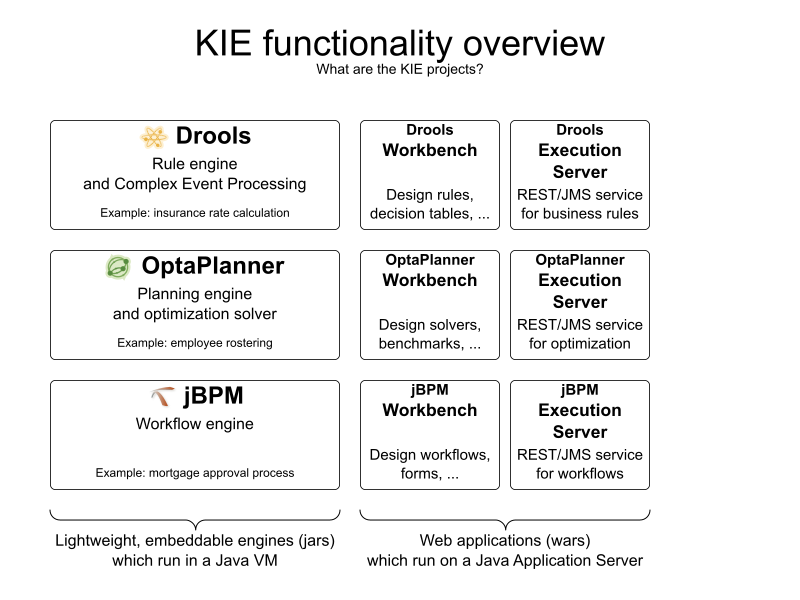 KIE functionality overview
What are the KIE projects?
Drools
Rule engine
and Complex Event Processing
Example: insurance rate calculation
Drools
Workbench
Design rules,
decision tables, ...
Drools
Execution
Server
REST/JMS service
for business rules
OptaPlanner
Planning engine
and optimization solver
Example: employee rostering
OptaPlanner
Workbench
Design solvers,
benchmarks, ...
OptaPlanner
Execution
Server
REST/JMS service
for optimization
jBPM
Workflow engine
Example: mortgage approval process
jBPM
Workbench
Design workflows,
forms, ...
jBPM
Execution
Server
REST/JMS service
for workflows
Lightweight, embeddable engines (jars)
which run in a Java VM
Web applications (wars)
which run on a Java Application Server